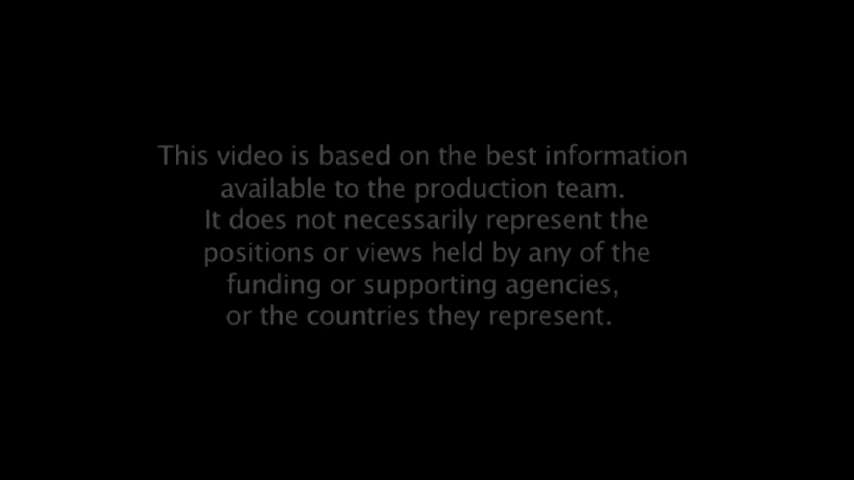 This video is based on the best information
available to the production team.
It does not necessarily represent the
positions or views held by any of the
funding or supporting agencies,
or the countries they represent.